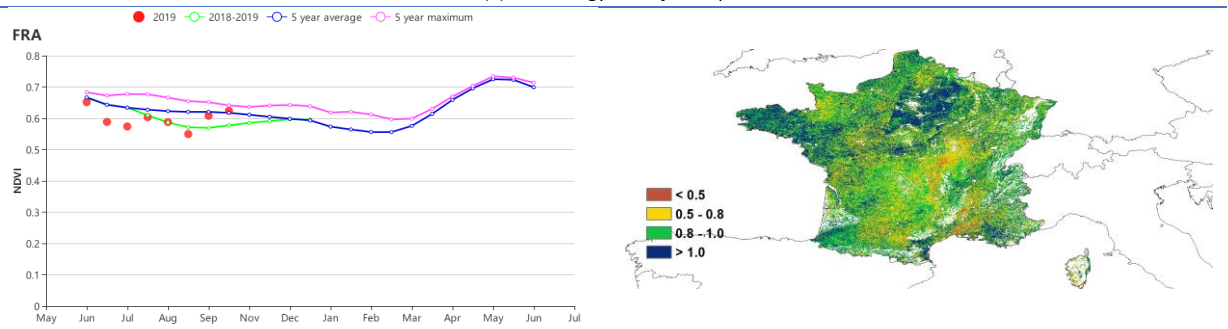 2019 2018-2019 5 year average 5 year maximum
FRA
0.8
0.7
0.6
0.5
0.4
0.3
0.2
0.1
0
NDVI
May Jun Jul Aug Sep Nov Dec Jan Feb Mar Apr May Jun Jul
< 0.5
0.5 - 0.8
0.8 - 1.0
> 1.0